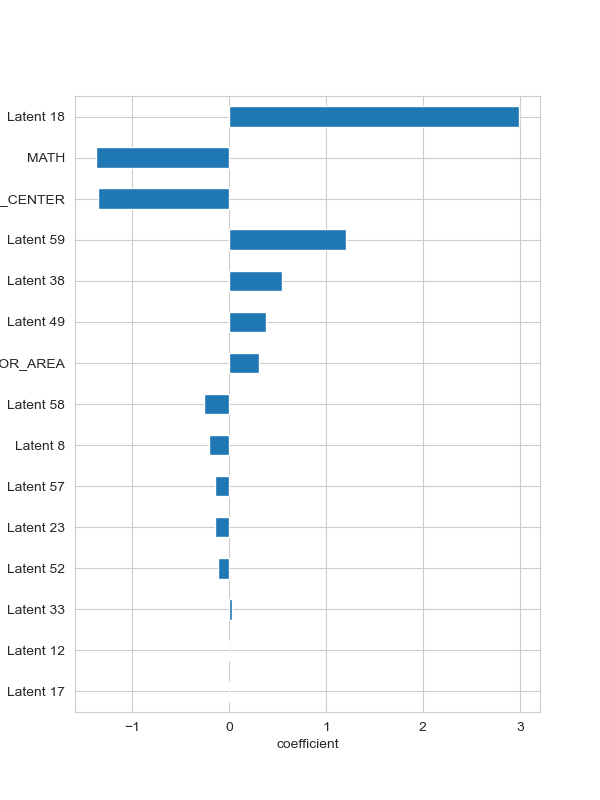 Latent 18
MATH
_CENTER
Latent 59
Latent 38
Latent 49
OR_AREA
Latent 58
Latent 8
Latent 57
Latent 23
Latent 52
Latent 33
Latent 12
Latent 17
−1 0 1 2 3
coefficient